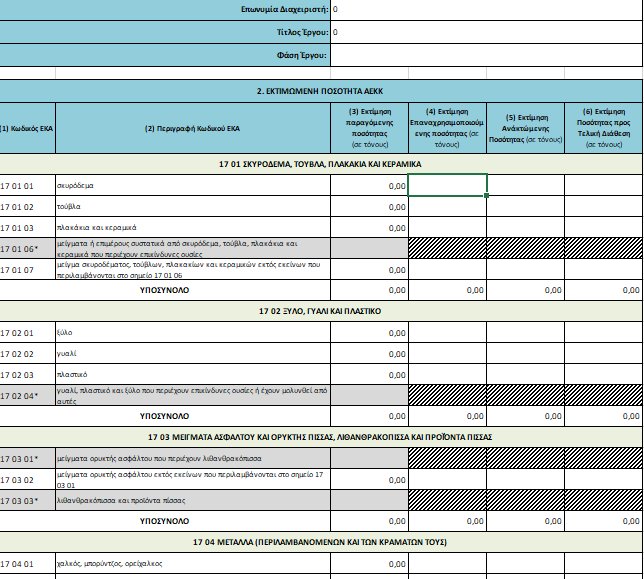 Επωνυμία Διαχειριστή: 0
Τίτλος Έργου: 0
Φάση Έργου:
2. ΕΚΤΙΜΩΜΕΝΗ ΠΟΣΟΤΗΤΑ ΑΕΚΚ
(1) Κωδικός ΕΚΑ
(2) Περιγραφή Κωδικού ΕΚΑ
(3) Εκτίμηση
παραγόμενης
ποσότητας
(σε τόνους)
(4) Εκτίμηση
Επαναχρησιμοποιούμ
ενης ποσότητας (σε
τόνους)
(5) Εκτίμηση
Ανάκτώμενης
Ποσότητας (σε τόνους)
(6) Εκτίμηση
Ποσότητας προς
Τελική Διάθεση
(σε τόνους)
17 01 ΣΚΥΡΟΔΕΜΑ, ΤΟΥΒΛΑ, ΠΛΑΚΑΚΙΑ ΚΑΙ ΚΕΡΑΜΙΚΑ
17 01 01 σκυρόδεμα 0,00
17 01 02 τούβλα 0,00
17 01 03 πλακάκια και κεραμικά 0,00
17 01 06* μείγματα ή επιμέρους συστατικά από σκυρόδεμα, τούβλα, πλακάκια και
κεραμικά που περιέχουν επικίνδυνες ουσίες
17 01 07 μείγμα σκυροδέματος, τούβλων, πλακακίων και κεραμικών εκτός εκείνων που
περιλαμβάνονται στο σημείο 17 01 06 0,00
ΥΠΟΣΥΝΟΛΟ 0,00 0,00 0,00 0,00
17 02 ΞΥΛΟ, ΓΥΑΛΙ ΚΑΙ ΠΛΑΣΤΙΚΟ
17 02 01 ξύλο 0,00
17 02 02 γυαλί 0,00
17 02 03 πλαστικό 0,00
17 02 04* γυαλί, πλαστικό και ξύλο που περιέχουν επικίνδυνες ουσίες ή έχουν μολυνθεί από
αυτές
ΥΠΟΣΥΝΟΛΟ 0,00 0,00 0,00 0,00
17 03 ΜΕΙΓΜΑΤΑ ΑΣΦΑΛΤΟΥ ΚΑΙ ΟΡΥΚΤΗΣ ΠΙΣΣΑΣ, ΛΙΘΑΝΘΡΑΚΟΠΙΣΣΑ ΚΑΙ ΠΡΟΪΟΝΤΑ ΠΙΣΣΑΣ
17 03 01* μείγματα ορυκτής ασφάλτου που περιέχουν λιθανθρακόπισσα
17 03 02 μείγματα ορυκτής ασφάλτου εκτός εκείνων που περιλαμβάνονται στο σημείο 17
03 01 0,00
17 03 03* λιθανθρακόπισσα και προϊόντα πίσσας
ΥΠΟΣΥΝΟΛΟ 0,00 0,00 0,00 0,00
17 04 ΜΕΤΑΛΛΑ (ΠΕΡΙΛΑΜΒΑΝΟΜΕΝΩΝ ΚΑΙ ΤΩΝ ΚΡΑΜΑΤΩΝ ΤΟΥΣ)
17 04 01 χαλκός, μπρούντζος, ορείχαλκος 0,00